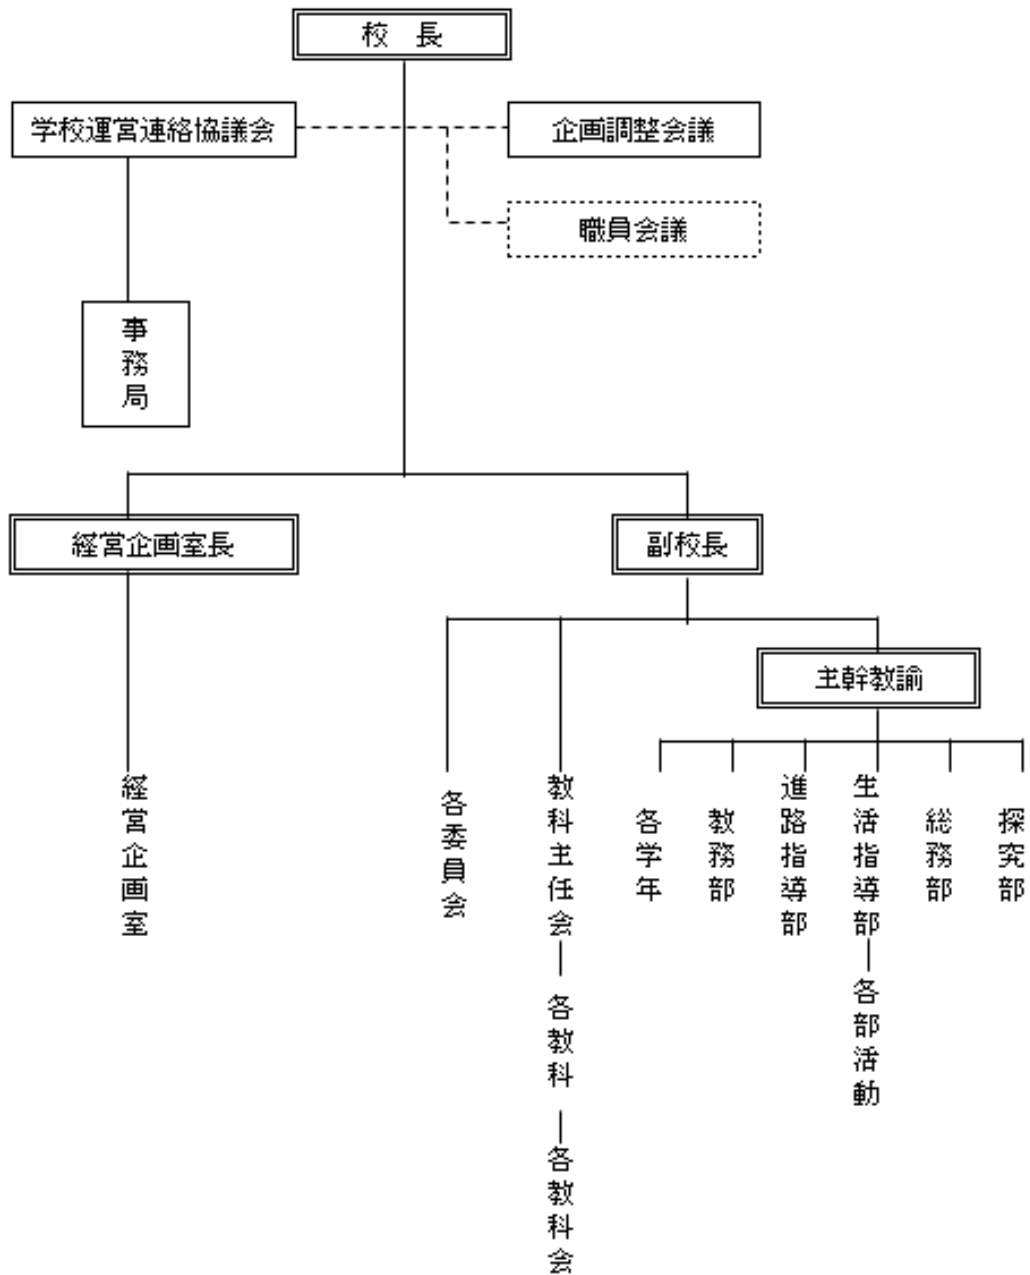 校　長
学校運営連絡協議会
企画調整会議
職員会議
事務局
経営企画室長
副校長
主幹教諭
経営企画室
各委員会
教科主任会
各学年
教務部
進路指導部
生活指導部
総務部
探究部
各教科
各部活動
各教科会